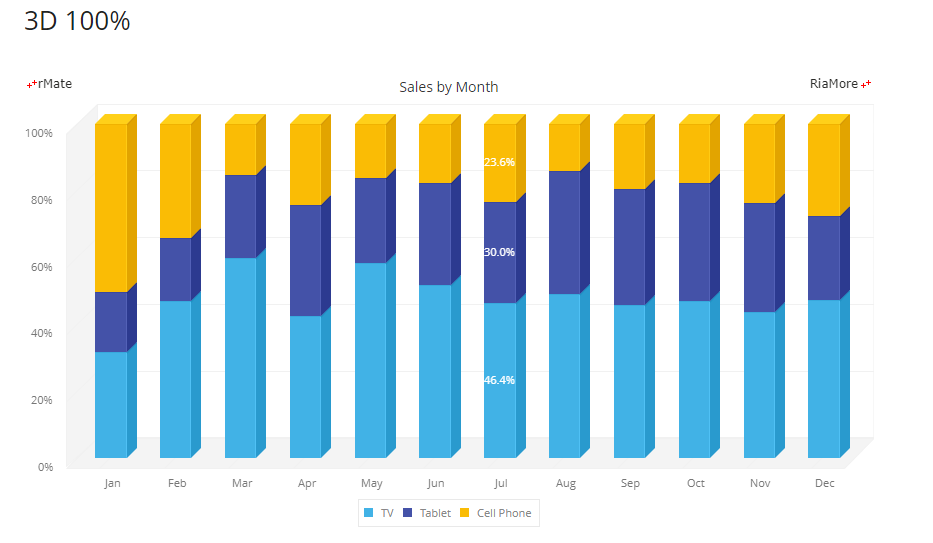 3D 100%
rMate
Sales by Month
RiaMore
100%
80%
60%
40%
20%
0%
23.6%
30.0%
46.4%
Jan Feb Mar Apr May Jun Jul Aug Sep Oct Nov Dec
TV Tablet Cell Phone